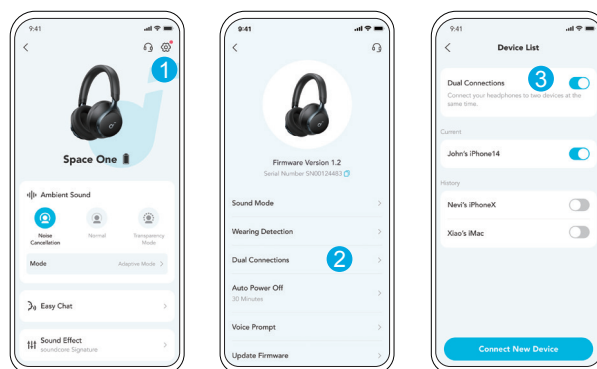 9:41
1
Space One
Ambient Sound
Noise
Cancellation
Normal
Transparency
Mode
Mode
Adaptive Mode
Easy Chat
Sound Effect
soundcore Signature
9:41
Firmware Version 1.2
Serial Number SN00124483
Sound Mode
Wearing Detection
Dual Connections
2
Auto Power Off
30 Minutes
Voice Prompt
Update Firmware
9:41
Device List
Dual Connections
3
Connect your headphones to two devices at the
same time.
Current
John's iPhone14
History
Nevi's iPhoneX
Xiao's iMac
Connect New Device